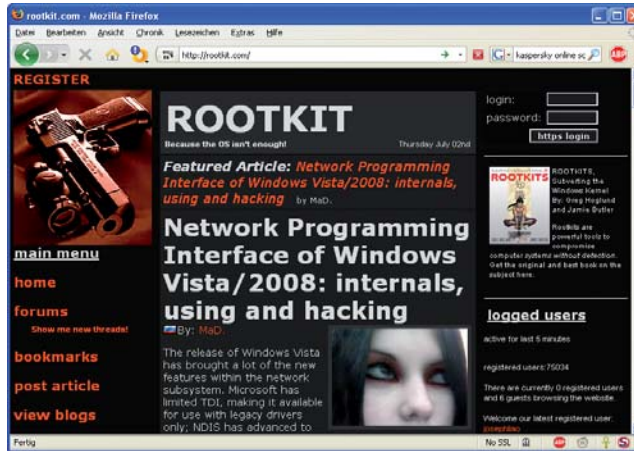 rootkit.com - Mozilla Firefox
Datei Bearbeiten Ansicht Chronik Lesezeichen Extras Hilfe
http://rootkit.com/
kaspersky online sc
ABP
REGISTER
main menu
home
forums
Show me new threads!
bookmarks
post article
view blogs
ROOTKIT
Because the OS isn't enough!
Thursday July 02nd
Featured Article: Network Programming
Interface of Windows Vista/2008: internals,
using and hacking by MaD.
Network Programming
Interface of Windows
Vista/2008: internals,
using and hacking
By: MaD.
The release of Windows Vista
has brought a lot of the new
features within the network
subsystem. Microsoft has
limited TDI, making it available
for use with legacy drivers
only; NDIS has advanced to
login:
password:
https login
ROOTKITS
ROOTKITS,
Subverting the
Windows Kernel
By: Greg Hoglund
and Jamie Butler
Rootkits are
powerful tools to
compromise
computer systems without detection.
Get the original and best book on the
subject here.
logged users
active for last 5 minutes
registered users:75034
There are currently 0 registered users
and 6 guests browsing the website.
Welcome our latest registered user:
josephliao
Fertig
No SSL
ABP